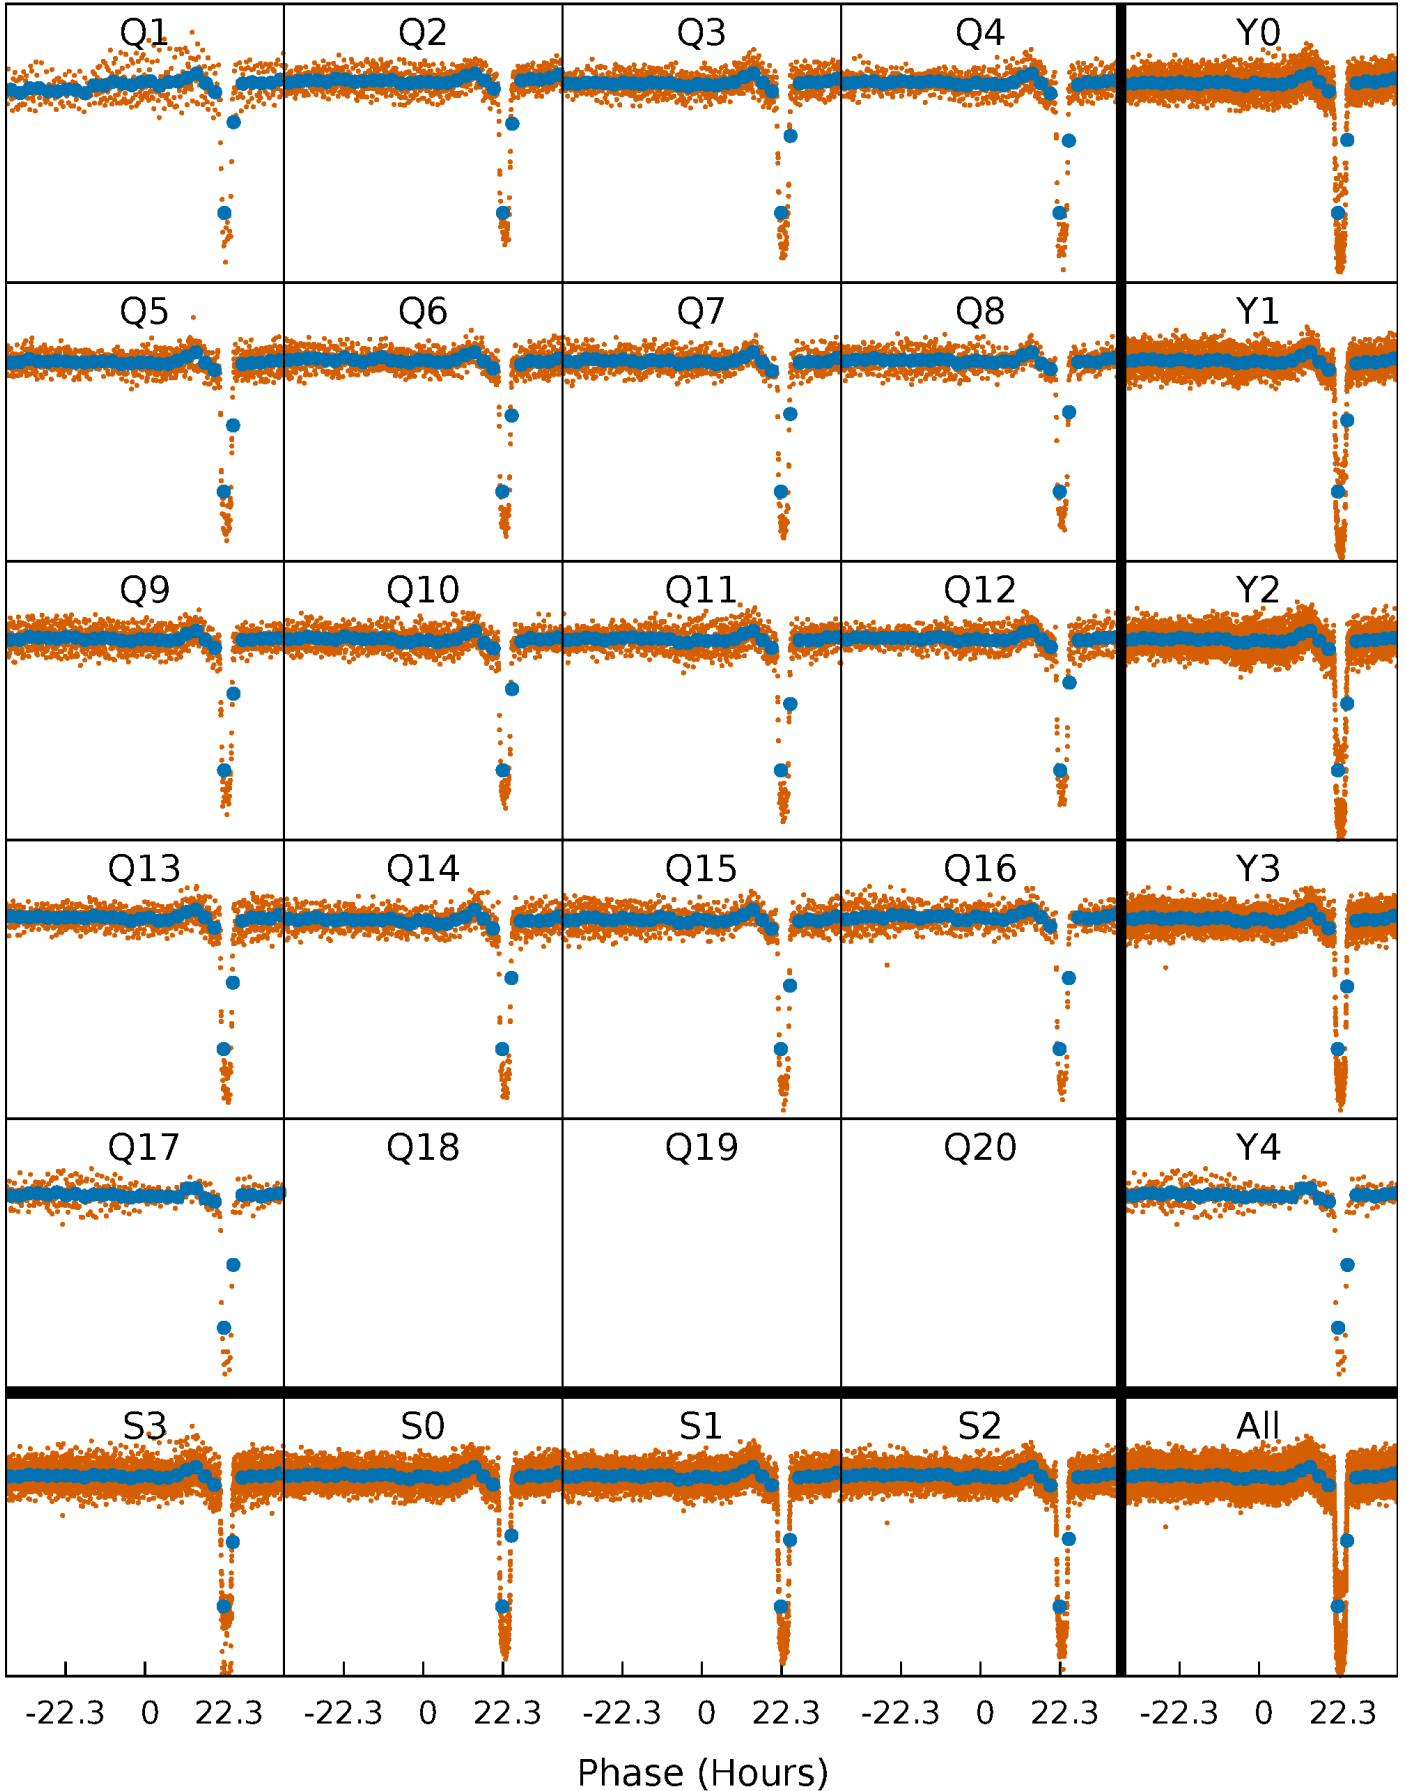 Q1 Q2 Q3 Q4 Y0
Q5 Q6 Q7 Q8 Y1
Q9 Q10 Q11 Q12 Y2
Q13 Q14 Q15 Q16 Y3
Q17 Q18 Q19 Q20 Y4
S3 S0 S1 S2 All
-22.3 0 22.3 -22.3 0 22.3 -22.3 0 22.3 -22.3 0 22.3 -22.3 0 22.3
Phase (Hours)